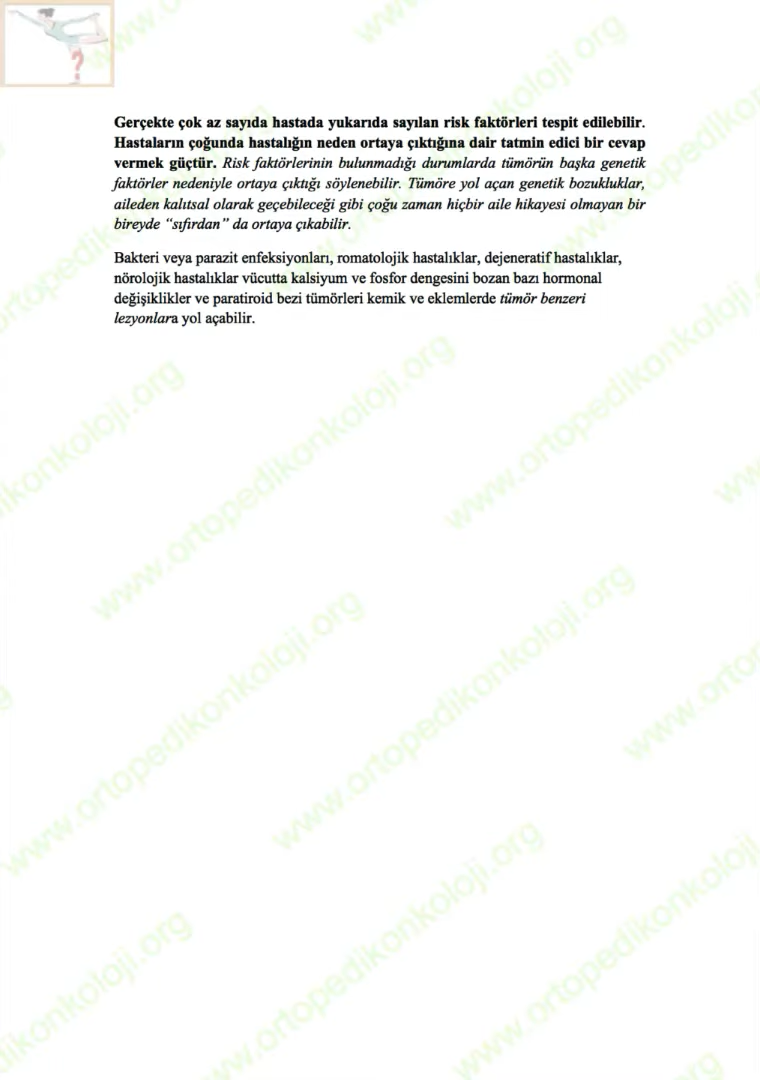 Gerçekte çok az sayıda hastada yukarıda sayılan risk faktörleri tespit edilebilir.
Hastaların çoğunda hastalığın neden ortaya çıktığına dair tatmin edici bir cevap
vermek güçtür. Risk faktörlerinin bulunmadığı durumlarda tümörün başka genetik
faktörler nedeniyle ortaya çıktığı söylenebilir. Tümöre yol açan genetik bozukluklar,
aileden kalıtsal olarak geçebileceği gibi çoğu zaman hiçbir aile hikayesi olmayan bir
bireyde “sıfırdan” da ortaya çıkabilir.
Bakteri veya parazit enfeksiyonları, romatolojik hastalıklar, dejeneratif hastalıklar,
nörolojik hastalıklar vücutta kalsiyum ve fosfor dengesini bozan bazı hormonal
değişiklikler ve paratiroid bezi tümörleri kemik ve eklemlerde tümör benzeri
lezyonlara yol açabilir.
www.ortopedikonkoloji.org